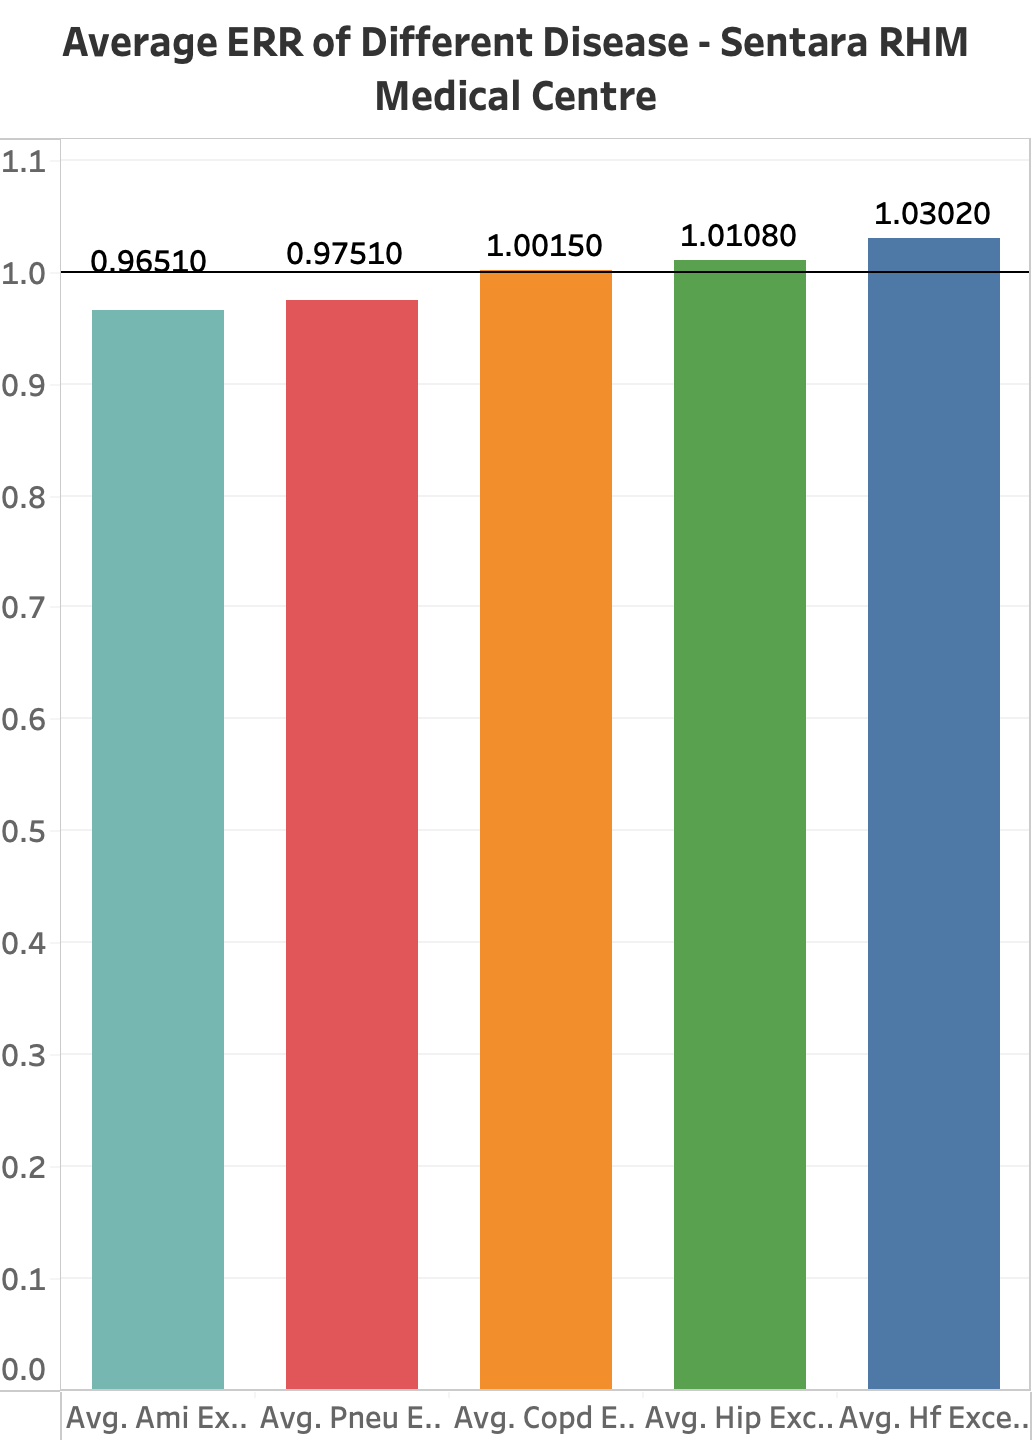 Average ERR of Different Disease - Sentara RHM
Medical Centre
1.1
1.0
0.9
0.8
0.7
0.6
0.5
0.4
0.3
0.2
0.1
0.0
0.96510
0.97510
1.00150
1.01080
1.03020
Avg. Ami Ex..
Avg. Pneu E..
Avg. Copd E..
Avg. Hip Exc..
Avg. Hf Exce..